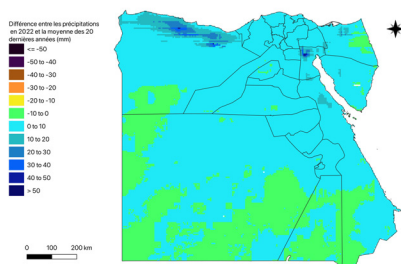 Différence entre les précipitations
en 2022 et la moyenne des 20
dernières années (mm)
<= -50
-50 to -40
-40 to -30
-30 to -20
-20 to -10
-10 to 0
0 to 10
10 to 20
20 to 30
30 to 40
40 to 50
> 50
0 100 200 km